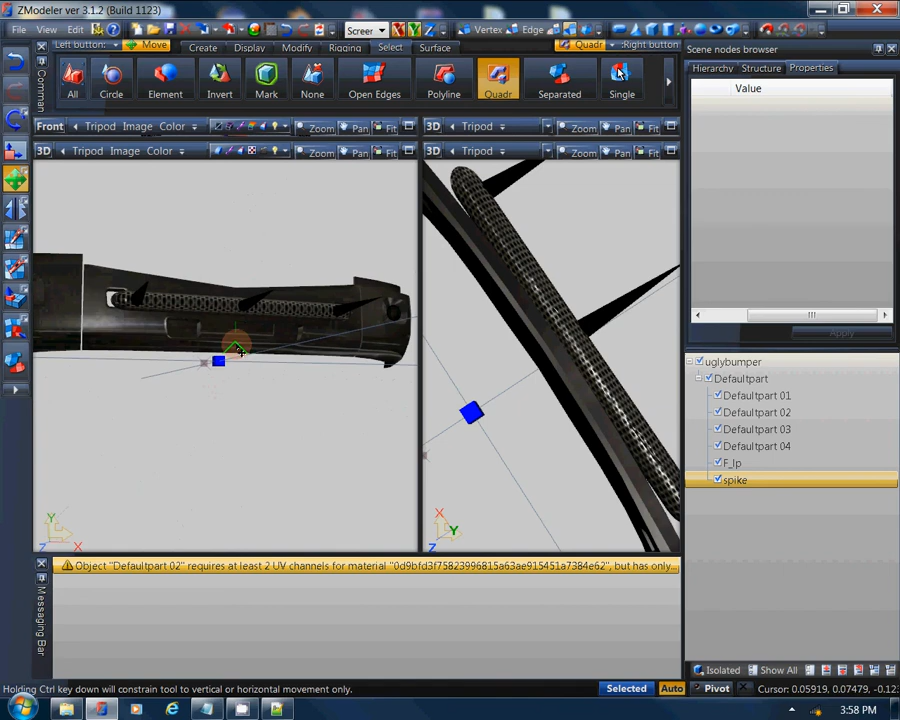 ZModeler ver 3.1.2 (Build 1123)
File View Edit Screer Vertex Edge
Left button: Move Create Display Modify Rigging Select Surface Quadr :Right button
All Circle Element Invert Mark None Open Edges Polyline Quadr Separated Single
Comman
Front Tripod Image Color Zoom Pan Fit 3D Tripod Zoom Pan Fit
3D Tripod Image Color Zoom Pan Fit 3D Tripod Zoom Pan Fit
Scene nodes browser
Hierarchy Structure Properties
Value
Apply
uglybumper
Defaultpart
Defaultpart 01
Defaultpart 02
Defaultpart 03
Defaultpart 04
F_lp
spike
Y
Z X
X
Y
Z
Messaging Bar
Object "Defaultpart 02" requires at least 2 UV channels for material "0d9bfd3f75823996815a63ae915451a7384e62", but has only...
Isolated Show All
Holding Ctrl key down will constrain tool to vertical or horizontal movement only.
Selected Auto Pivot Cursor: 0.05919, 0.07479, -0.12
3:58 PM